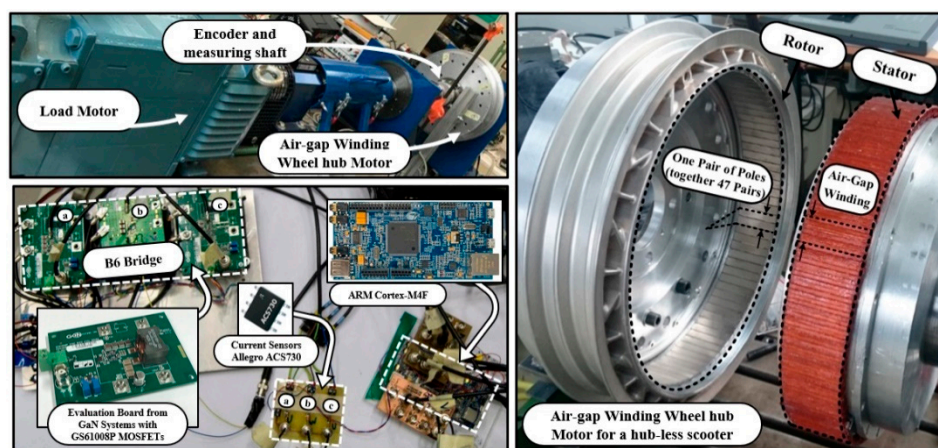 Encoder and
measuring shaft
Load Motor
Air-gap Winding
Wheel hub Motor
a
b
c
B6 Bridge
ACS730
ARM Cortex-M4F
Current Sensors
Allegro ACS730
a
b
c
Evaluation Board from
GaN Systems with
GS61008P MOSFETs
Rotor
Stator
One Pair of Poles
(together 47 Pairs)
Air-Gap
Winding
Air-gap Winding Wheel hub
Motor for a hub-less scooter